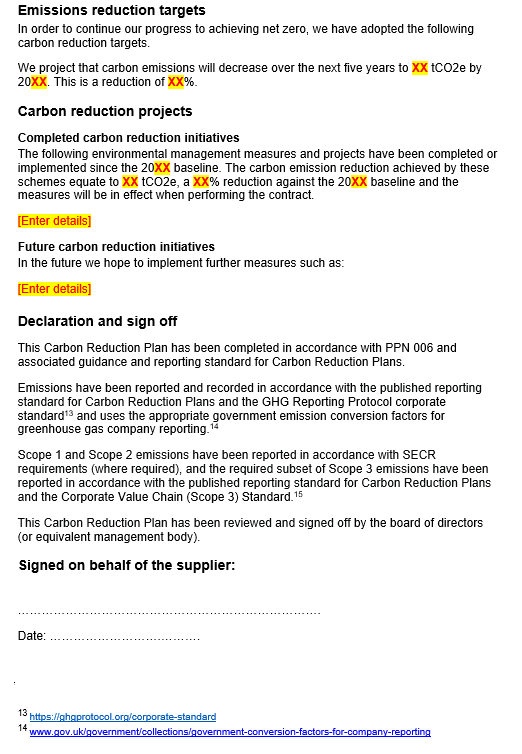 Emissions reduction targets
In order to continue our progress to achieving net zero, we have adopted the following
carbon reduction targets.
We project that carbon emissions will decrease over the next five years to XX tCO2e by
20XX. This is a reduction of XX%.
Carbon reduction projects
Completed carbon reduction initiatives
The following environmental management measures and projects have been completed or
implemented since the 20XX baseline. The carbon emission reduction achieved by these
schemes equate to XX tCO2e, a XX% reduction against the 20XX baseline and the
measures will be in effect when performing the contract.
[Enter details]
Future carbon reduction initiatives
In the future we hope to implement further measures such as:
[Enter details]
Declaration and sign off
This Carbon Reduction Plan has been completed in accordance with PPN 006 and
associated guidance and reporting standard for Carbon Reduction Plans.
Emissions have been reported and recorded in accordance with the published reporting
standard for Carbon Reduction Plans and the GHG Reporting Protocol corporate
standard¹³ and uses the appropriate government emission conversion factors for
greenhouse gas company reporting.¹⁴
Scope 1 and Scope 2 emissions have been reported in accordance with SECR
requirements (where required), and the required subset of Scope 3 emissions have been
reported in accordance with the published reporting standard for Carbon Reduction Plans
and the Corporate Value Chain (Scope 3) Standard.¹⁵
This Carbon Reduction Plan has been reviewed and signed off by the board of directors
(or equivalent management body).
Signed on behalf of the supplier:
…………………………………………………………………….
Date: ……………………………….
¹³ https://ghgprotocol.org/corporate-standard
¹⁴ www.gov.uk/government/collections/government-conversion-factors-for-company-reporting